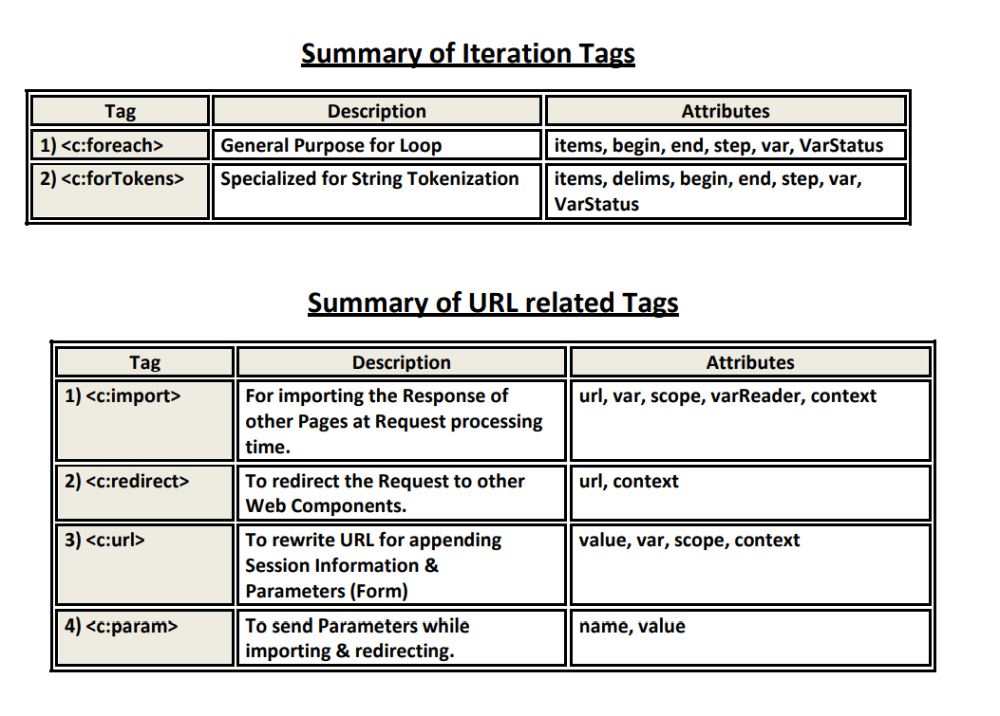 Summary of Iteration Tags
Tag Description Attributes
1) <c:foreach> General Purpose for Loop items, begin, end, step, var, VarStatus
2) <c:forTokens> Specialized for String Tokenization items, delims, begin, end, step, var,
VarStatus
Summary of URL related Tags
Tag Description Attributes
1) <c:import> For importing the Response of url, var, scope, varReader, context
other Pages at Request processing
time.
2) <c:redirect> To redirect the Request to other url, context
Web Components.
3) <c:url> To rewrite URL for appending value, var, scope, context
Session Information &
Parameters (Form)
4) <c:param> To send Parameters while name, value
importing & redirecting.